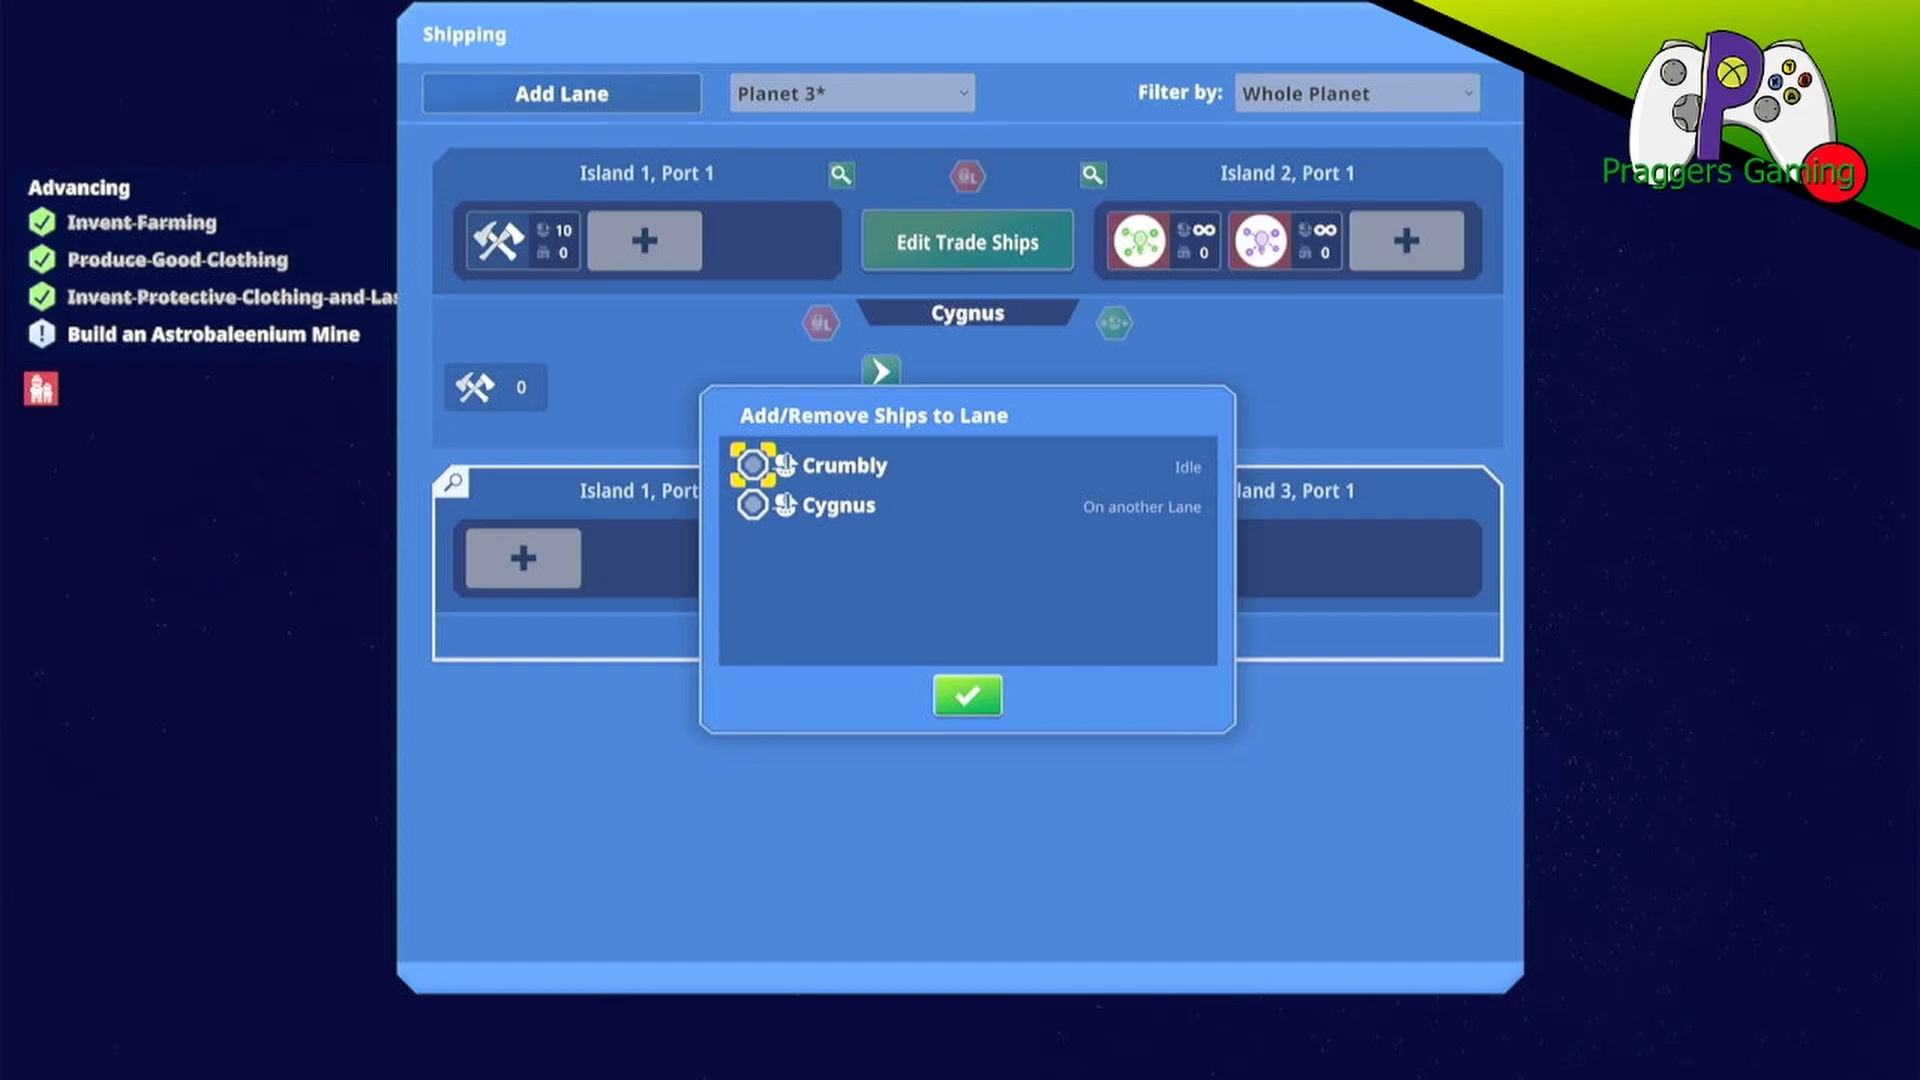 Shipping
Add Lane
Planet 3*
Filter by:
Whole Planet
Praggers Gaming
Advancing
Invent Farming
Produce Good Clothing
Invent Protective Clothing and Las
Build an Astrobaleenium Mine
Island 1, Port 1
Island 2, Port 1
10
0
Edit Trade Ships
∞
0
∞
0
Cygnus
0
Add/Remove Ships to Lane
Crumbly
Idle
Cygnus
On another Lane
Island 1, Port
land 3, Port 1